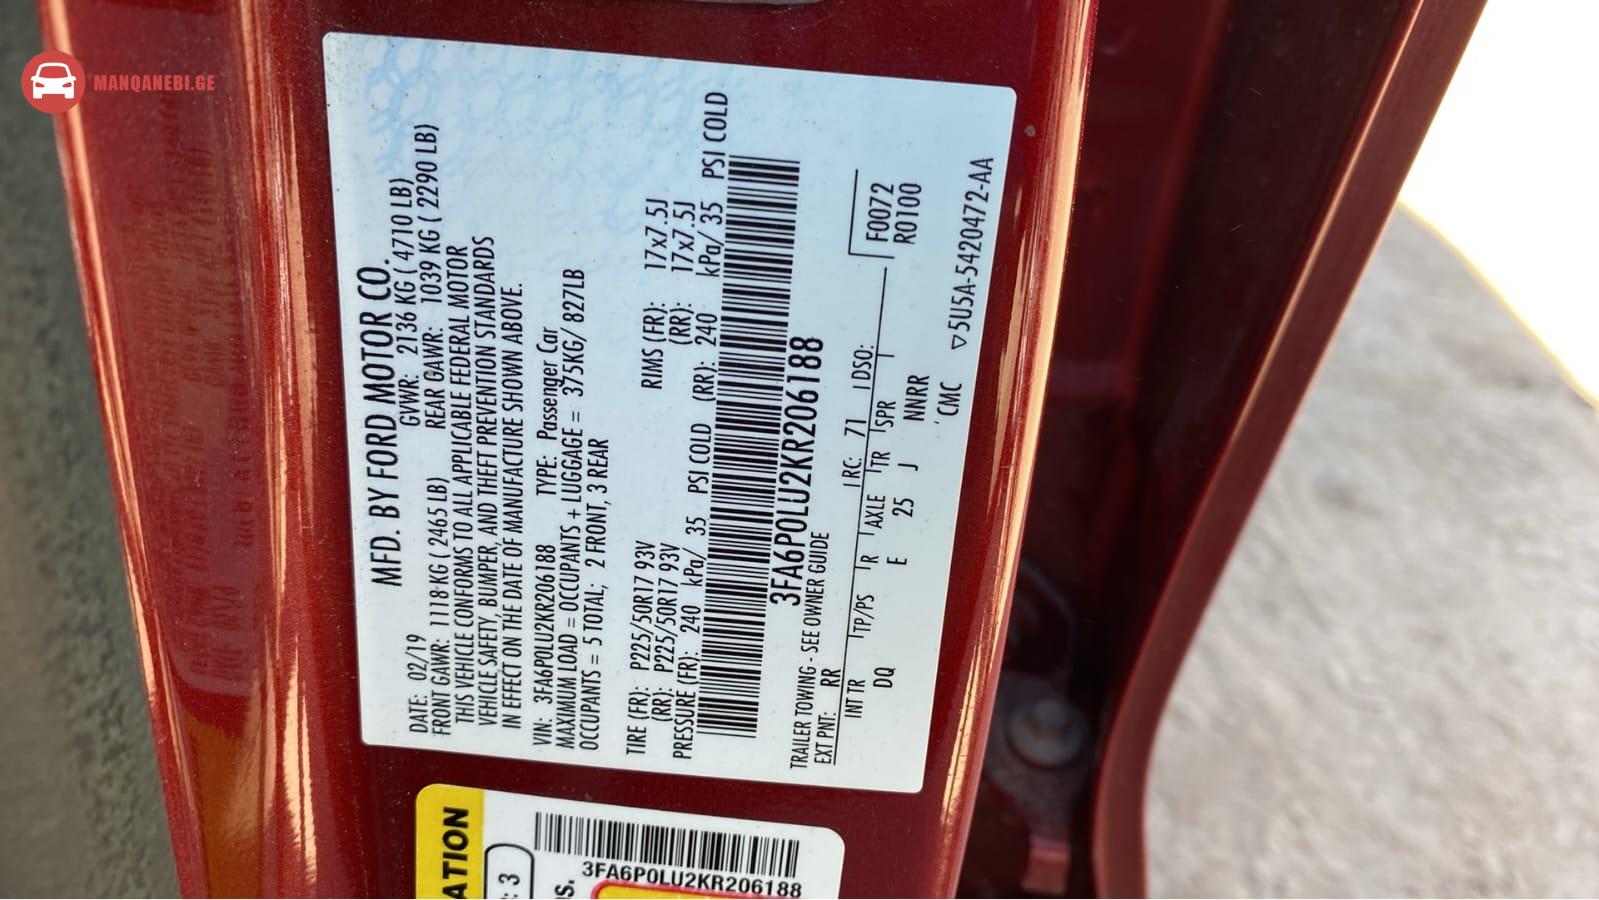 MANQANEBI.GE
MFD. BY FORD MOTOR CO.
DATE: 02/19 GVWR: 2136 KG ( 4710 LB)
FRONT GAWR: 1118 KG ( 2465 LB) REAR GAWR: 1039 KG ( 2290 LB)
THIS VEHICLE CONFORMS TO ALL APPLICABLE FEDERAL MOTOR
VEHICLE SAFETY, BUMPER, AND THEFT PREVENTION STANDARDS
IN EFFECT ON THE DATE OF MANUFACTURE SHOWN ABOVE.
VIN: 3FA6P0LU2KR206188 TYPE: Passenger Car
MAXIMUM LOAD = OCCUPANTS + LUGGAGE = 375KG/ 827LB
OCCUPANTS = 5 TOTAL; 2 FRONT, 3 REAR
TIRE (FR): P225/50R17 93V RIMS (FR): 17x7.5J
(RR): P225/50R17 93V (RR): 17x7.5J
PRESSURE (FR): 240 kPa/ 35 PSI COLD (RR): 240 kPa/ 35 PSI COLD
3FA6P0LU2KR206188
TRAILER TOWING - SEE OWNER GUIDE
EXT PNT: RR RC: 71 DSO: F0072
R0100
INT TR TP/PS R AXLE TR SPR
DQ E 25 J NNRR
CMC
▽5U5A-5420472-AA
ATION
: 3
3FA6P0LU2KR206188
us.